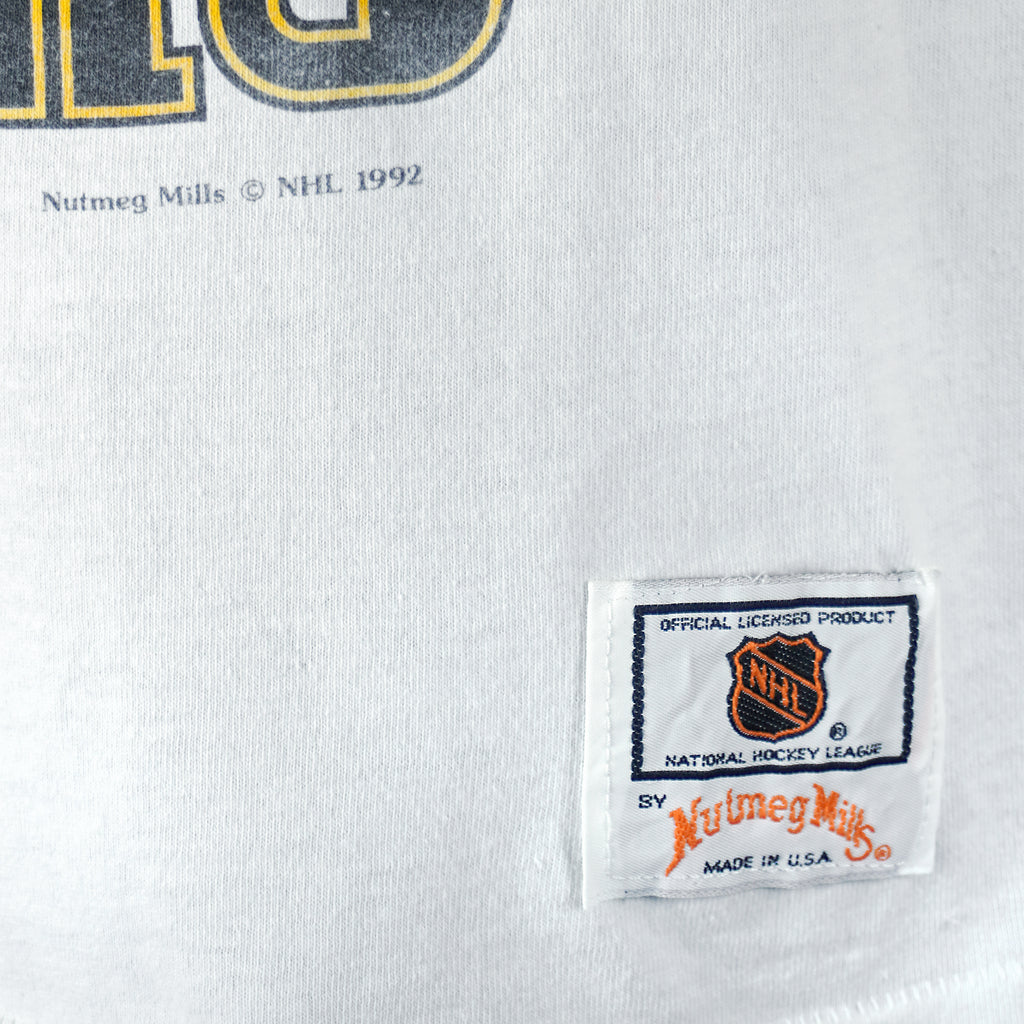 Nutmeg Mills © NHL 1992
OFFICIAL LICENSED PRODUCT
NHL
®
NATIONAL HOCKEY LEAGUE
BY
Nutmeg Mills®
MADE IN U.S.A.